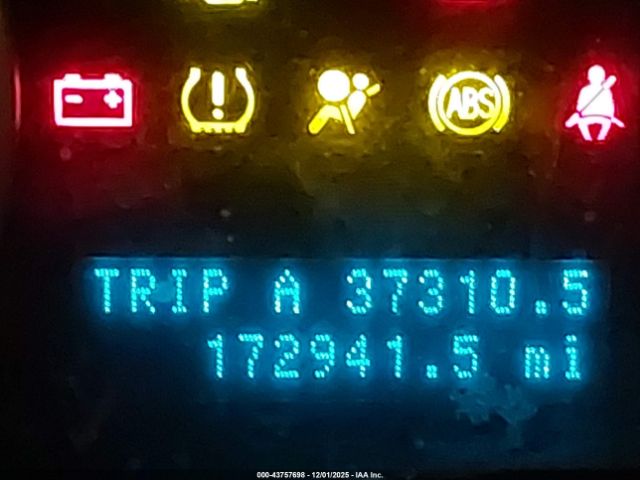 ABS
TRIP A 37310.5
172941.5 mi
000-43757698 - 12/01/2025 - IAA Inc.